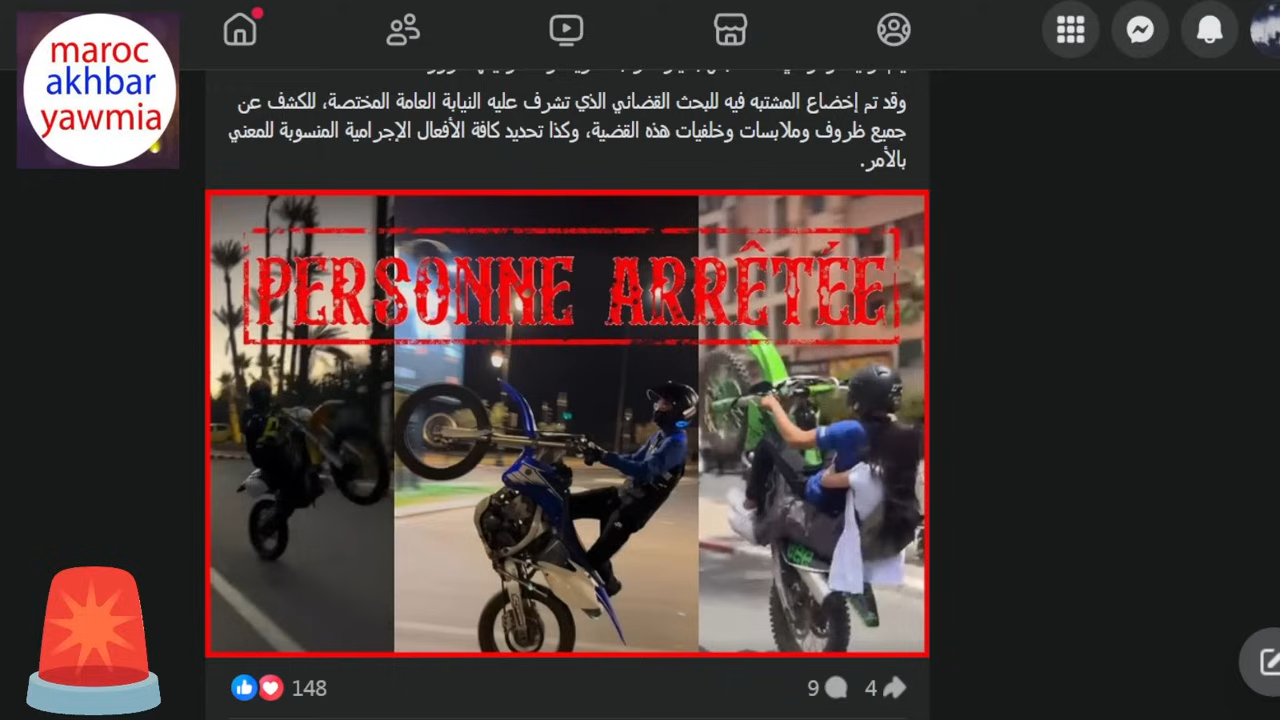 maroc
akhbar
yawmia
وقد تم إخضاع المشتبه فيه للبحث القضائي الذي تشرف عليه النيابة العامة المختصة، للكشف عن
جميع ظروف وملابسات وخلفيات هذه القضية، وكذا تحديد كافة الأفعال الإجرامية المنسوبة للمعني
بالأمر.
PERSONNE ARRÊTÉE
148
9
4